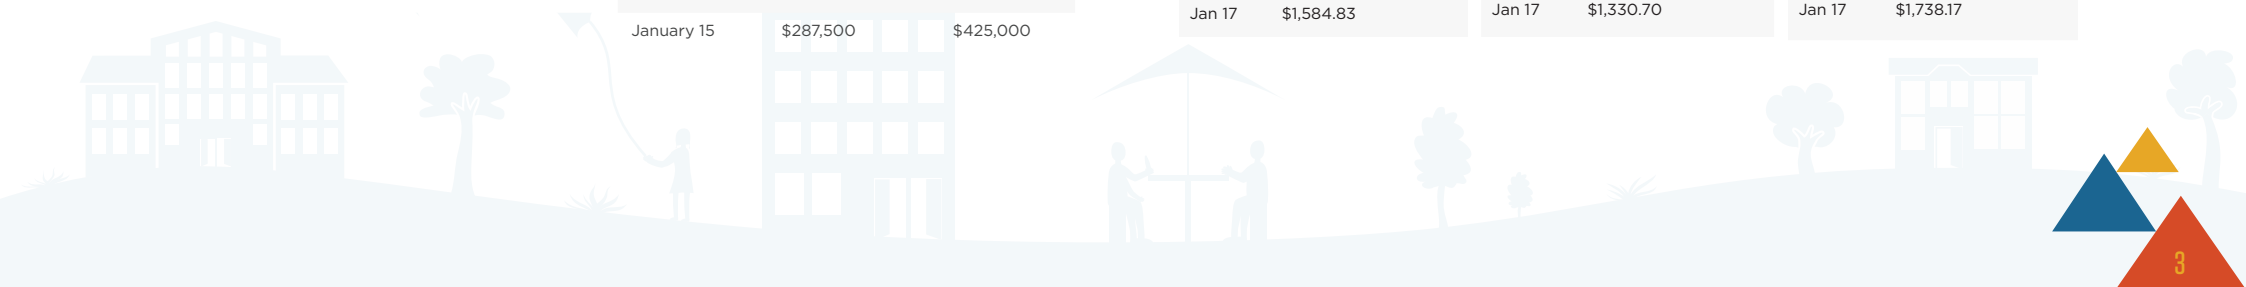 January 15 $287,500 $425,000
Jan 17 $1,584.83
Jan 17 $1,330.70
Jan 17 $1,738.17
3